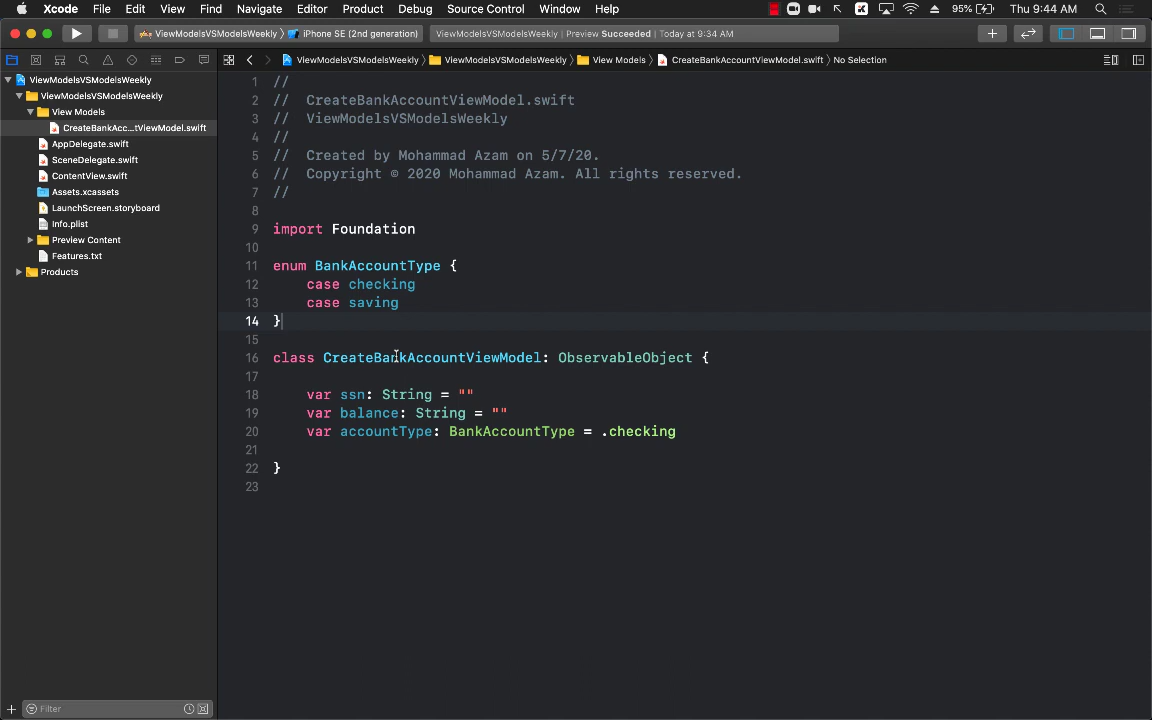 Xcode File Edit View Find Navigate Editor Product Debug Source Control Window Help 95% Thu 9:44 AM
ViewModelsVSModelsWeekly iPhone SE (2nd generation) ViewModelsVSModelsWeekly | Preview Succeeded | Today at 9:34 AM
ViewModelsVSModelsWeekly ViewModelsVSModelsWeekly View Models CreateBankAccountViewModel.swift No Selection
ViewModelsVSModelsWeekly
ViewModelsVSModelsWeekly
View Models
CreateBankAcc...tViewModel.swift
AppDelegate.swift
SceneDelegate.swift
ContentView.swift
Assets.xcassets
LaunchScreen.storyboard
Info.plist
Preview Content
Features.txt
Products
Filter
1 //
2 // CreateBankAccountViewModel.swift
3 // ViewModelsVSModelsWeekly
4 //
5 // Created by Mohammad Azam on 5/7/20.
6 // Copyright © 2020 Mohammad Azam. All rights reserved.
7 //
8
9 import Foundation
10
11 enum BankAccountType {
12 case checking
13 case saving
14 }
15
16 class CreateBankAccountViewModel: ObservableObject {
17
18 var ssn: String = ""
19 var balance: String = ""
20 var accountType: BankAccountType = .checking
21
22 }
23